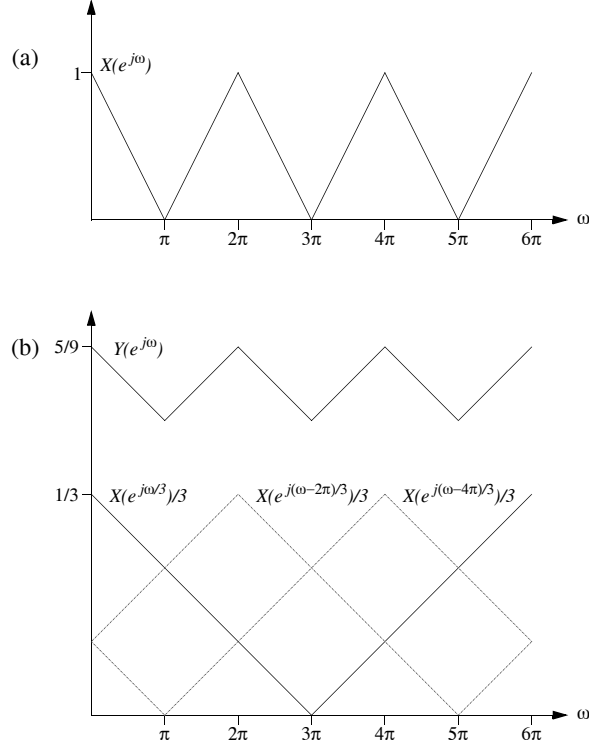 (a)
X(e^{jω})
1
π 2π 3π 4π 5π 6π
ω
(b)
5/9
Y(e^{jω})
1/3
X(e^{jω/3})/3 X(e^{j(ω−2π)/3})/3 X(e^{j(ω−4π)/3})/3
π 2π 3π 4π 5π 6π
ω